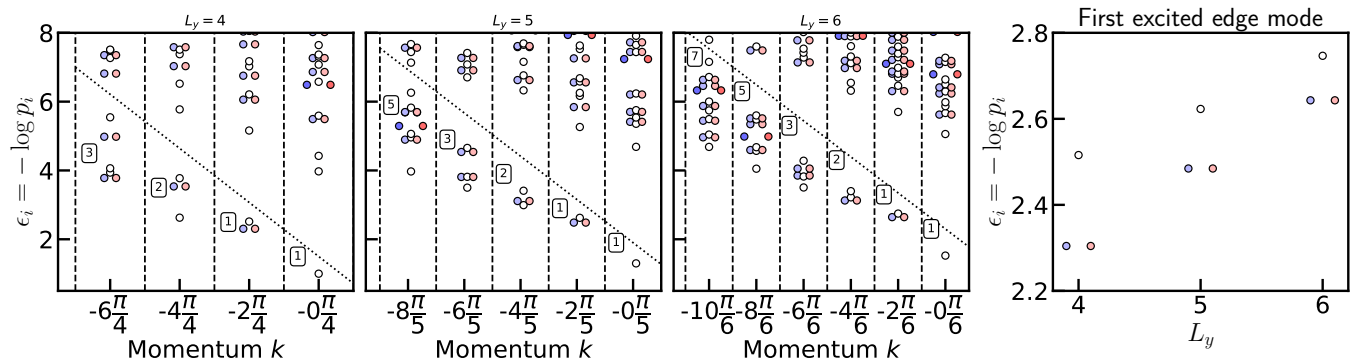 L_y = 4
L_y = 5
L_y = 6
First excited edge mode
ϵ_i = − log p_i
8
6
4
2
3
2
1
1
5
3
2
1
1
7
5
3
2
1
1
-6π/4
-4π/4
-2π/4
-0π/4
Momentum k
-8π/5
-6π/5
-4π/5
-2π/5
-0π/5
Momentum k
-10π/6
-8π/6
-6π/6
-4π/6
-2π/6
-0π/6
Momentum k
ϵ_i = − log p_i
2.8
2.6
2.4
2.2
4
5
6
L_y